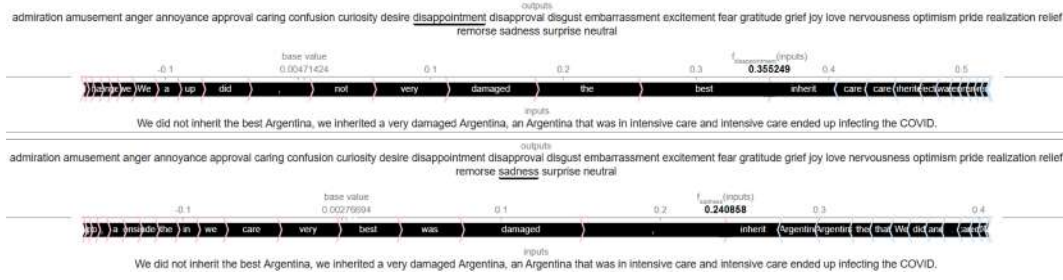 outputs
admiration amusement anger annoyance approval caring confusion curiosity desire disappointment disapproval disgust embarrassment excitement fear gratitude grief joy love nervousness optimism pride realization relief
remorse sadness surprise neutral
base value f disappointment(inputs)
-0.1 0.00471424 0.1 0.2 0.3 0.355249 0.4 0.5
we We a up did , not very damaged the best inherit care care
inputs
We did not inherit the best Argentina, we inherited a very damaged Argentina, an Argentina that was in intensive care and intensive care ended up infecting the COVID.
outputs
admiration amusement anger annoyance approval caring confusion curiosity desire disappointment disapproval disgust embarrassment excitement fear gratitude grief joy love nervousness optimism pride realization relief
remorse sadness surprise neutral
base value f sadness(inputs)
-0.1 0.00276694 0.1 0.2 0.240858 0.3 0.4
a the in we care very best was damaged , inherit Argentin Argentin the that We did and
inputs
We did not inherit the best Argentina, we inherited a very damaged Argentina, an Argentina that was in intensive care and intensive care ended up infecting the COVID.